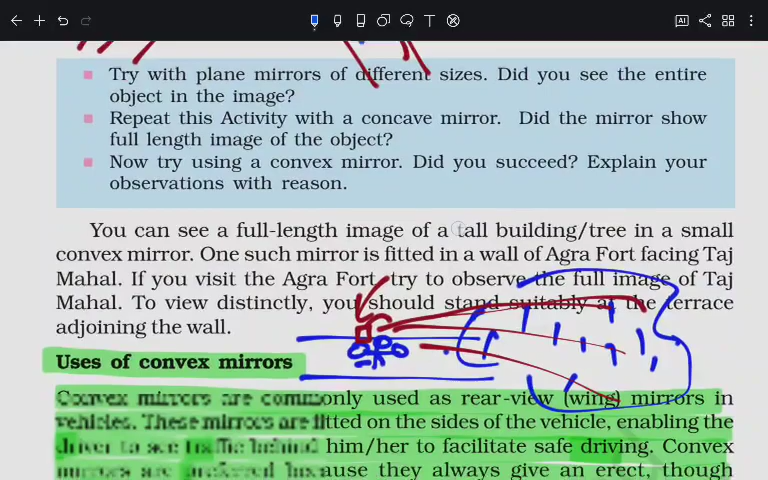 T
AI
Try with plane mirrors of different sizes. Did you see the entire
object in the image?
Repeat this Activity with a concave mirror. Did the mirror show
full length image of the object?
Now try using a convex mirror. Did you succeed? Explain your
observations with reason.
You can see a full-length image of a tall building/tree in a small
convex mirror. One such mirror is fitted in a wall of Agra Fort facing Taj
Mahal. If you visit the Agra Fort, try to observe the full image of Taj
Mahal. To view distinctly, you should stand suitably at the terrace
adjoining the wall.
Uses of convex mirrors
Convex mirrors are commonly used as rear-view (wing) mirrors in
vehicles. These mirrors are fitted on the sides of the vehicle, enabling the
driver to see traffic behind him/her to facilitate safe driving. Convex
mirrors are preferred because they always give an erect, though